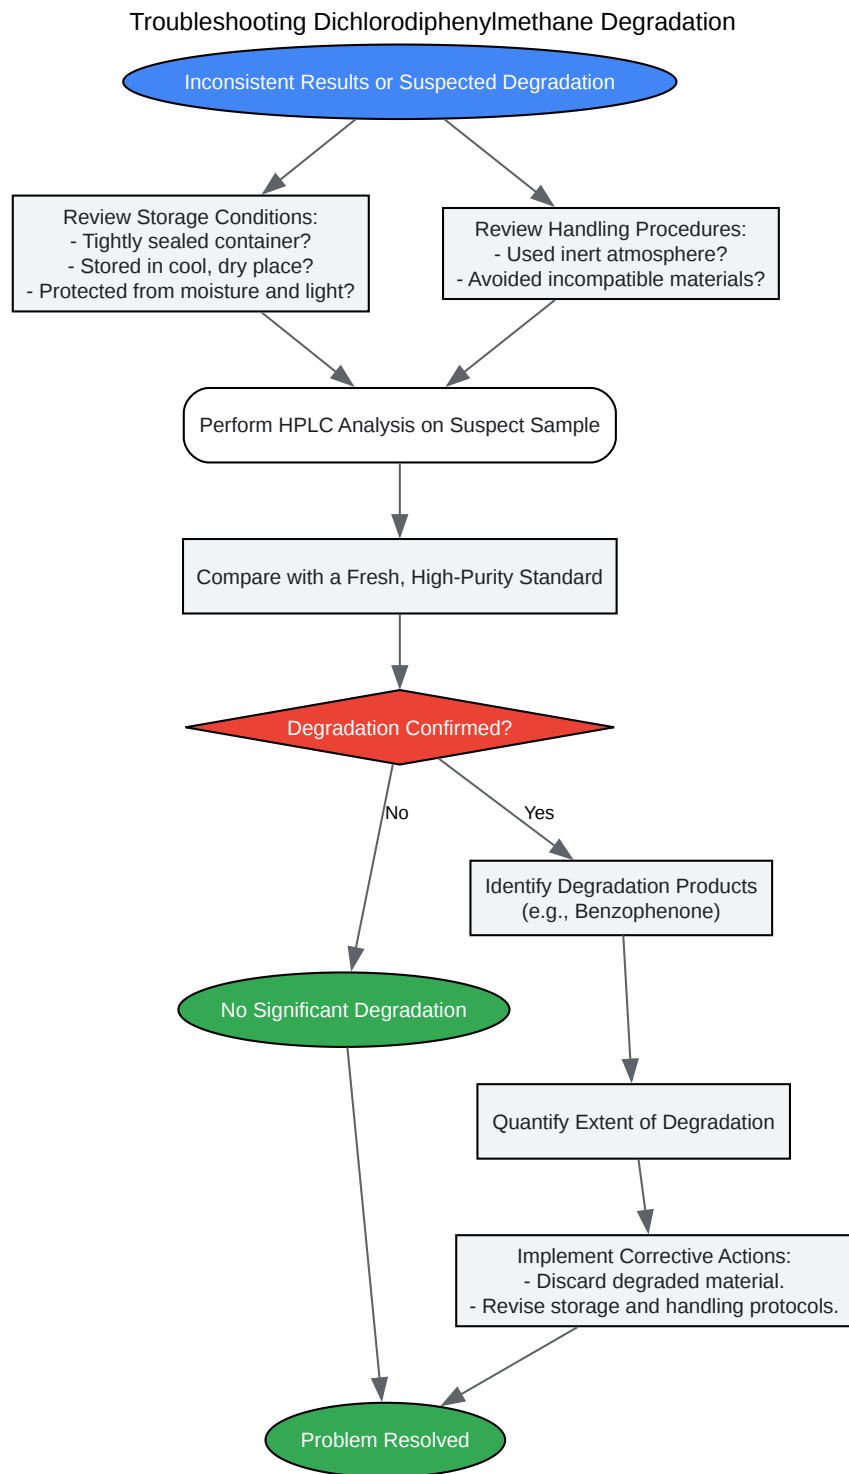 Troubleshooting Dichlorodiphenylmethane Degradation
Inconsistent Results or Suspected Degradation
Review Storage Conditions:
- Tightly sealed container?
- Stored in cool, dry place?
- Protected from moisture and light?
Review Handling Procedures:
- Used inert atmosphere?
- Avoided incompatible materials?
Perform HPLC Analysis on Suspect Sample
Compare with a Fresh, High-Purity Standard
Degradation Confirmed?
No
Yes
Identify Degradation Products
(e.g., Benzophenone)
No Significant Degradation
Quantify Extent of Degradation
Implement Corrective Actions:
- Discard degraded material.
- Revise storage and handling protocols.
Problem Resolved